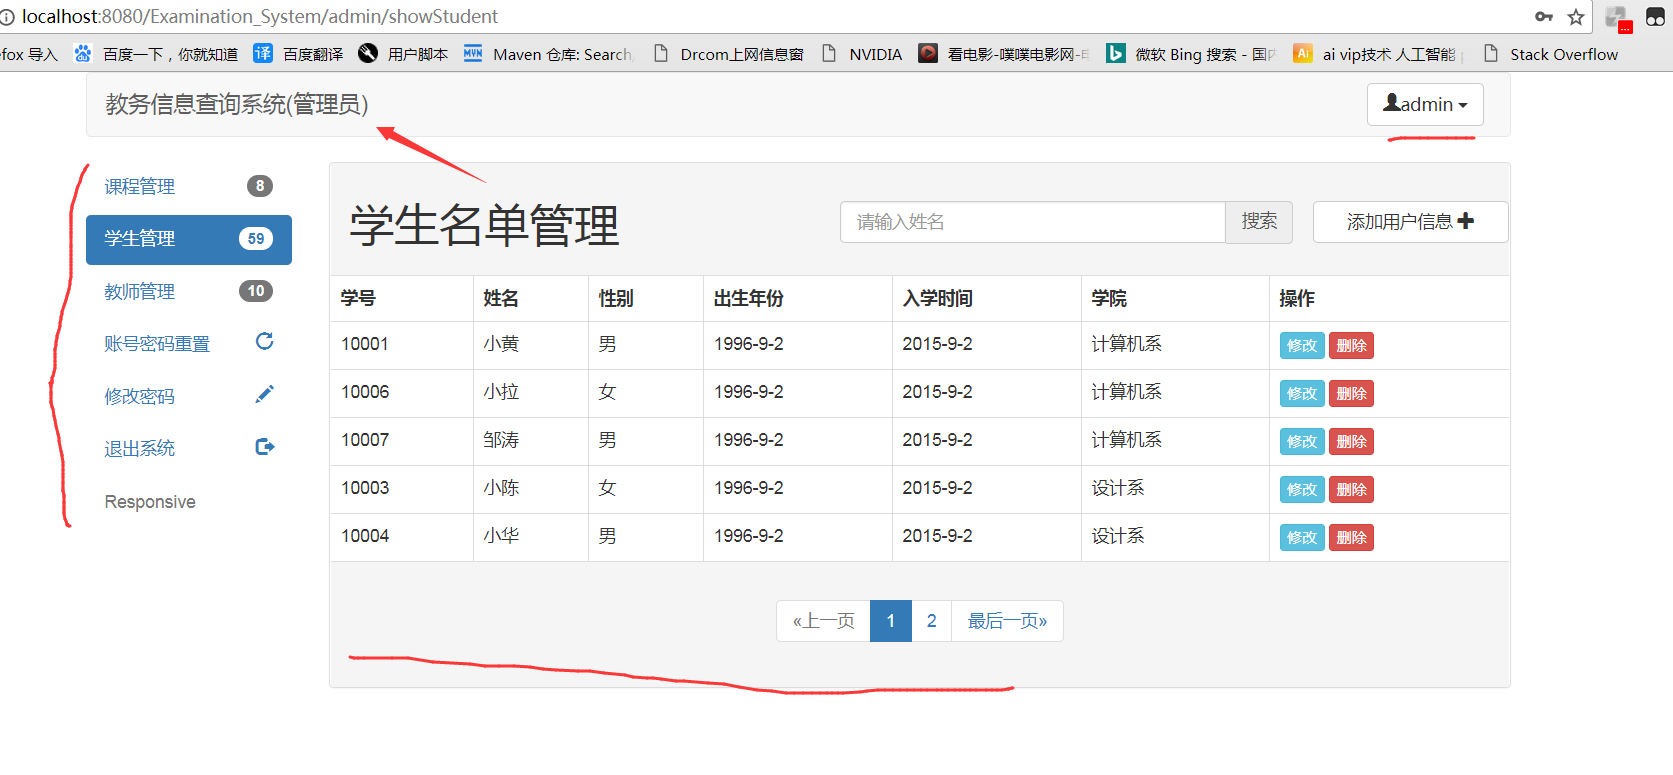 localhost:8080/Examination_System/admin/showStudent
efox 导入 百度一下，你就知道 译 百度翻译 用户脚本 MVN Maven 仓库: Search, Drcom上网信息窗 NVIDIA 看电影-噗噗电影网- 微软 Bing 搜索 - 国 Ai ai vip技术 人工智能 Stack Overflow
教务信息查询系统(管理员) admin
课程管理 8
学生管理 59
教师管理 10
账号密码重置
修改密码
退出系统
Responsive
学生名单管理 请输入姓名 搜索 添加用户信息
学号 姓名 性别 出生年份 入学时间 学院 操作
10001 小黄 男 1996-9-2 2015-9-2 计算机系 修改 删除
10006 小拉 女 1996-9-2 2015-9-2 计算机系 修改 删除
10007 邹涛 男 1996-9-2 2015-9-2 计算机系 修改 删除
10003 小陈 女 1996-9-2 2015-9-2 设计系 修改 删除
10004 小华 男 1996-9-2 2015-9-2 设计系 修改 删除
«上一页 1 2 最后一页»